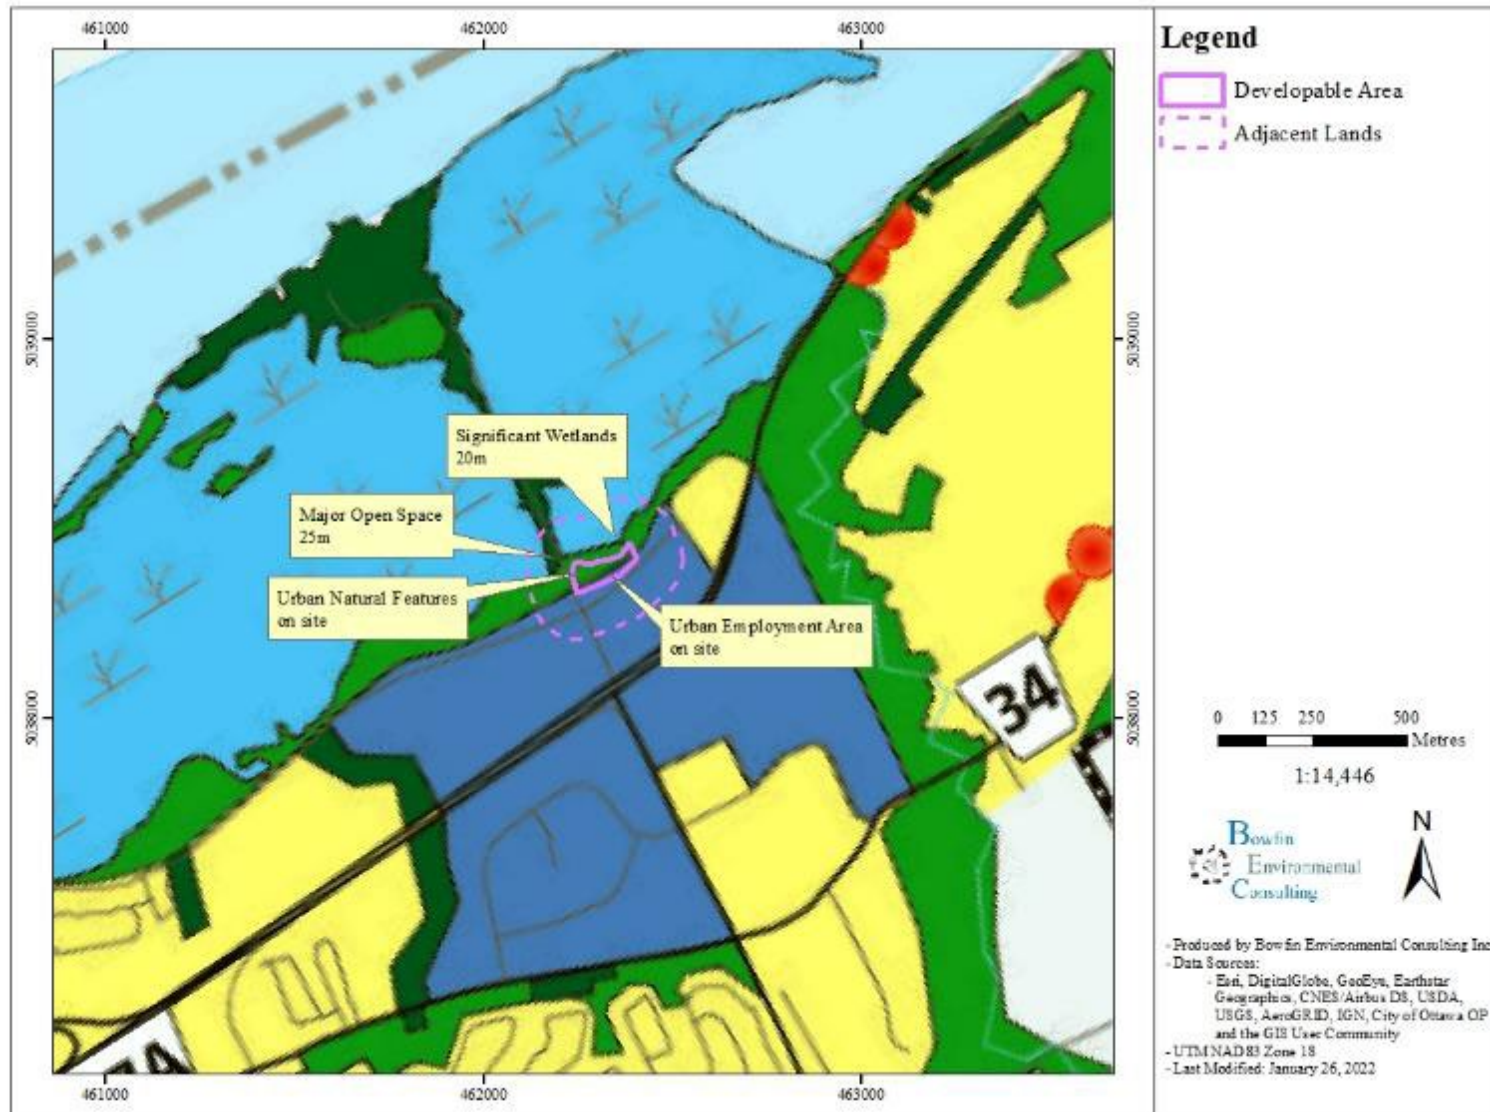 461000
462000
463000
Legend
Developable Area
Adjacent Lands
5039000
5039000
Significant Wetlands
20m
Major Open Space
25m
Urban Natural Features
on site
Urban Employment Area
on site
34
5038000
5038000
0 125 250 500
Metres
1:14,446
N
Bowfin
Environmental
Consulting
- Produced by Bowfin Environmental Consulting Inc
- Data Sources:
- Esri, DigitalGlobe, GeoEye, Earthstar
Geographics, CNES/Airbus DS, USDA,
USGS, AeroGRID, IGN, City of Ottawa OP
and the GIS User Community
- UTM NAD83 Zone 18
- Last Modified: January 26, 2022
461000
462000
463000